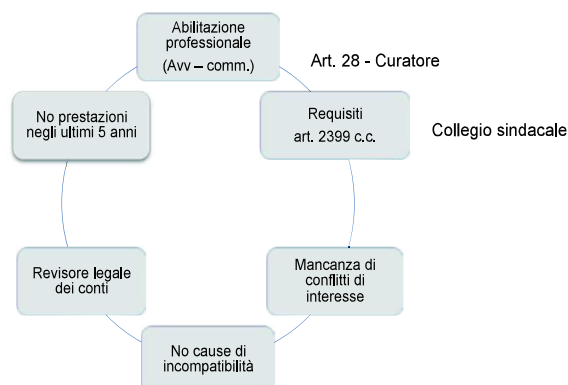 Abilitazione
professionale
(Avv – comm.)
Art. 28 - Curatore
Requisiti
art. 2399 c.c.
Collegio sindacale
Mancanza di
conflitti di
interesse
No cause di
incompatibilità
Revisore legale
dei conti
No prestazioni
negli ultimi 5 anni